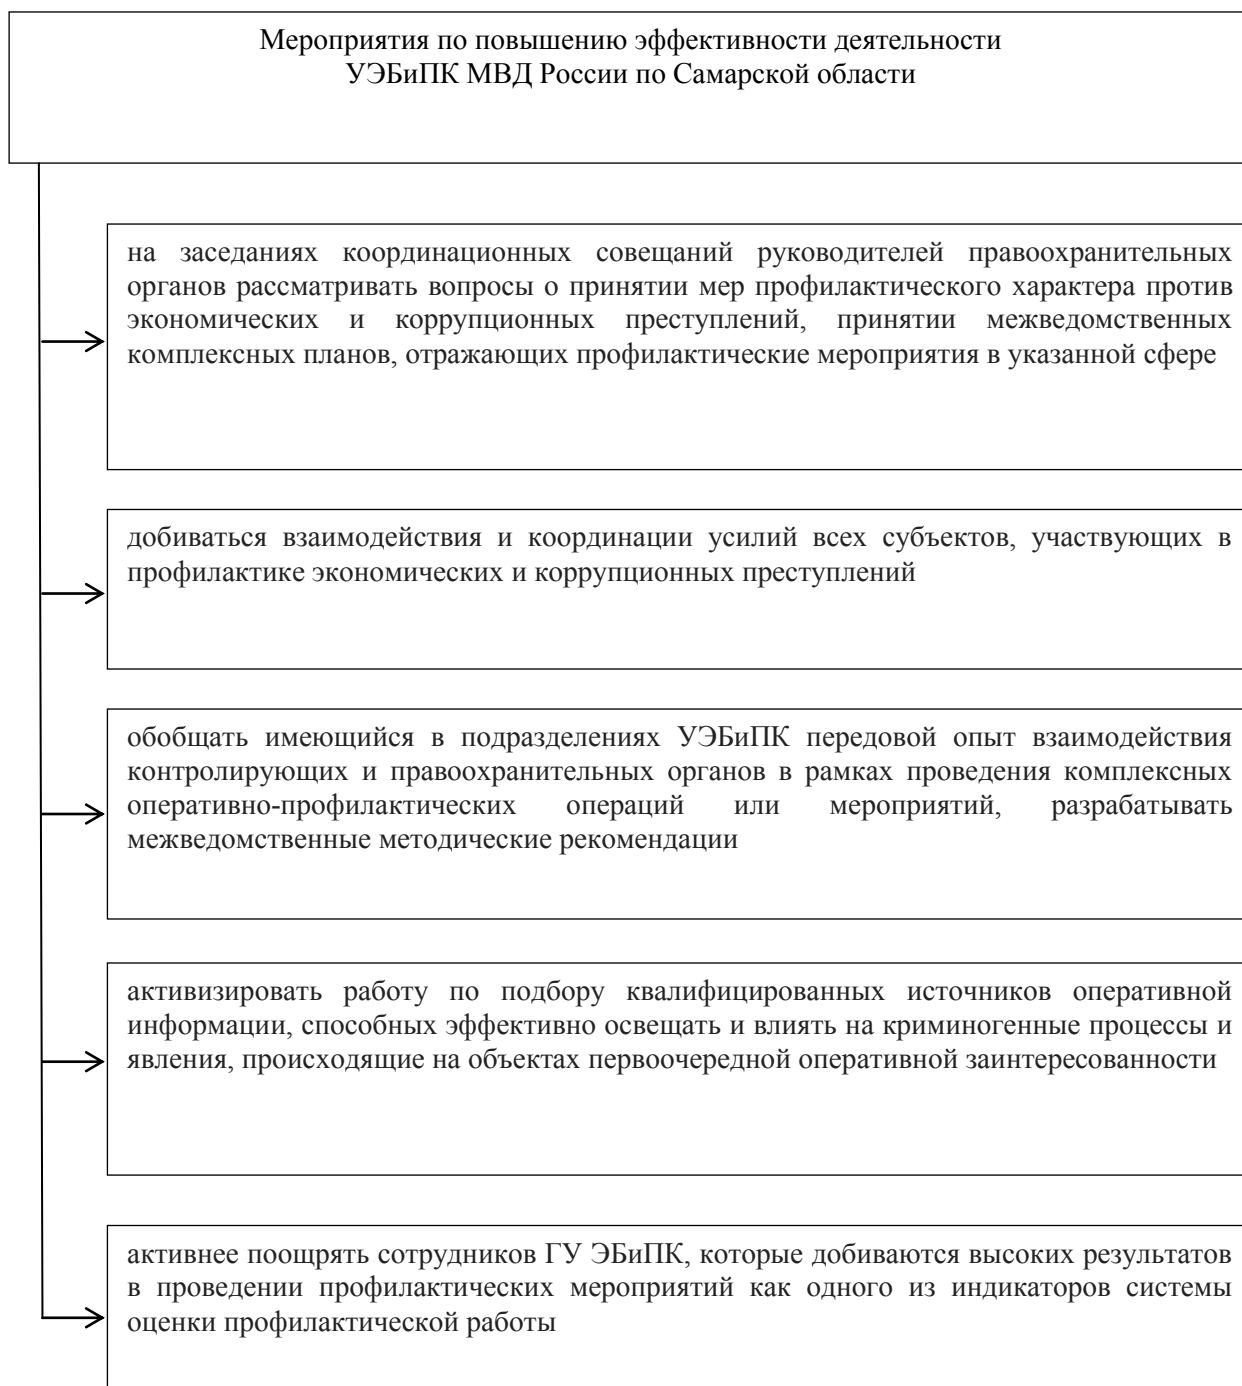 Мероприятия по повышению эффективности деятельности
УЭБиПК МВД России по Самарской области
на заседаниях координационных совещаний руководителей правоохранительных
органов рассматривать вопросы о принятии мер профилактического характера против
экономических и коррупционных преступлений, принятии межведомственных
комплексных планов, отражающих профилактические мероприятия в указанной сфере
добиваться взаимодействия и координации усилий всех субъектов, участвующих в
профилактике экономических и коррупционных преступлений
обобщать имеющийся в подразделениях УЭБиПК передовой опыт взаимодействия
контролирующих и правоохранительных органов в рамках проведения комплексных
оперативно-профилактических операций или мероприятий, разрабатывать
межведомственные методические рекомендации
активизировать работу по подбору квалифицированных источников оперативной
информации, способных эффективно освещать и влиять на криминогенные процессы и
явления, происходящие на объектах первоочередной оперативной заинтересованности
активнее поощрять сотрудников ГУ ЭБиПК, которые добиваются высоких результатов
в проведении профилактических мероприятий как одного из индикаторов системы
оценки профилактической работы